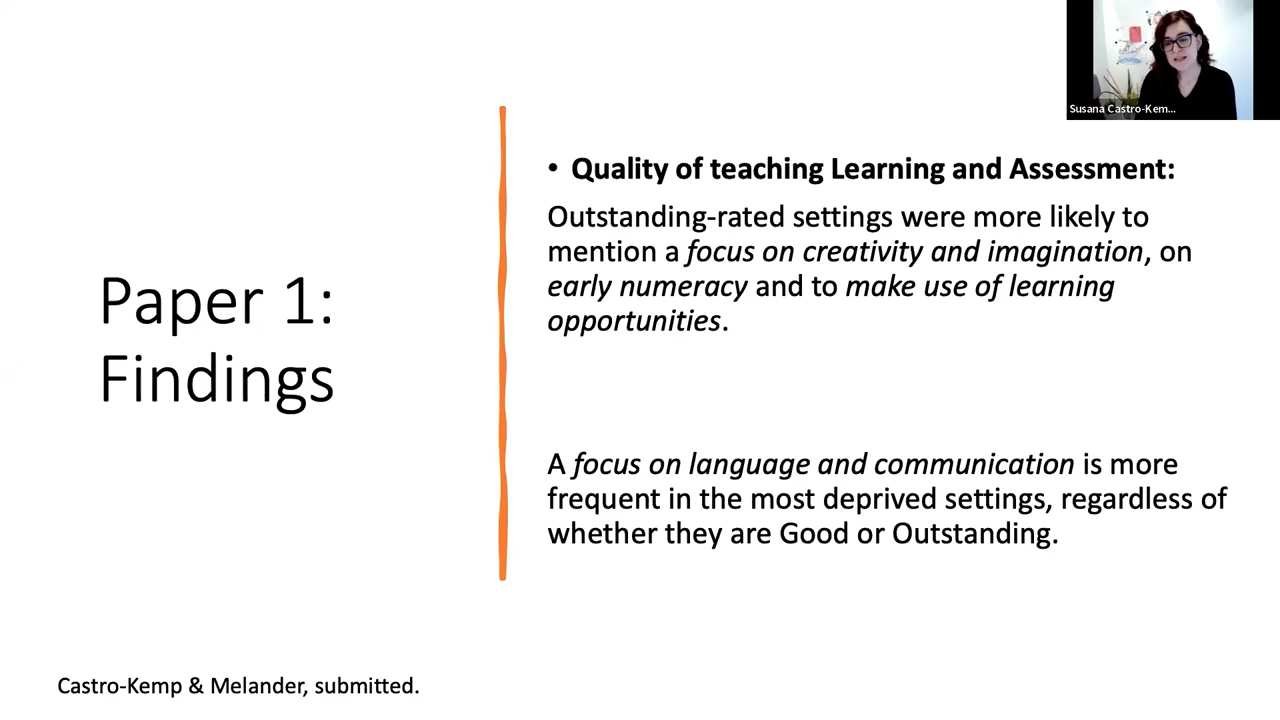 Susana Castro-Kem...
• Quality of teaching Learning and Assessment:
Outstanding-rated settings were more likely to
mention a focus on creativity and imagination, on
early numeracy and to make use of learning
opportunities.
Paper 1:
Findings
A focus on language and communication is more
frequent in the most deprived settings, regardless of
whether they are Good or Outstanding.
Castro-Kemp & Melander, submitted.